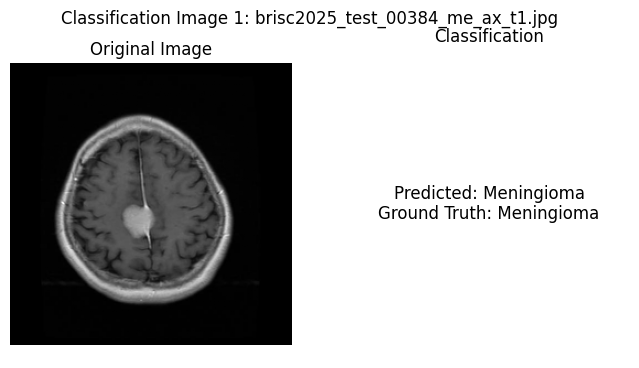 Classification Image 1: brisc2025_test_00384_me_ax_t1.jpg
Original Image
Classification
Predicted: Meningioma
Ground Truth: Meningioma